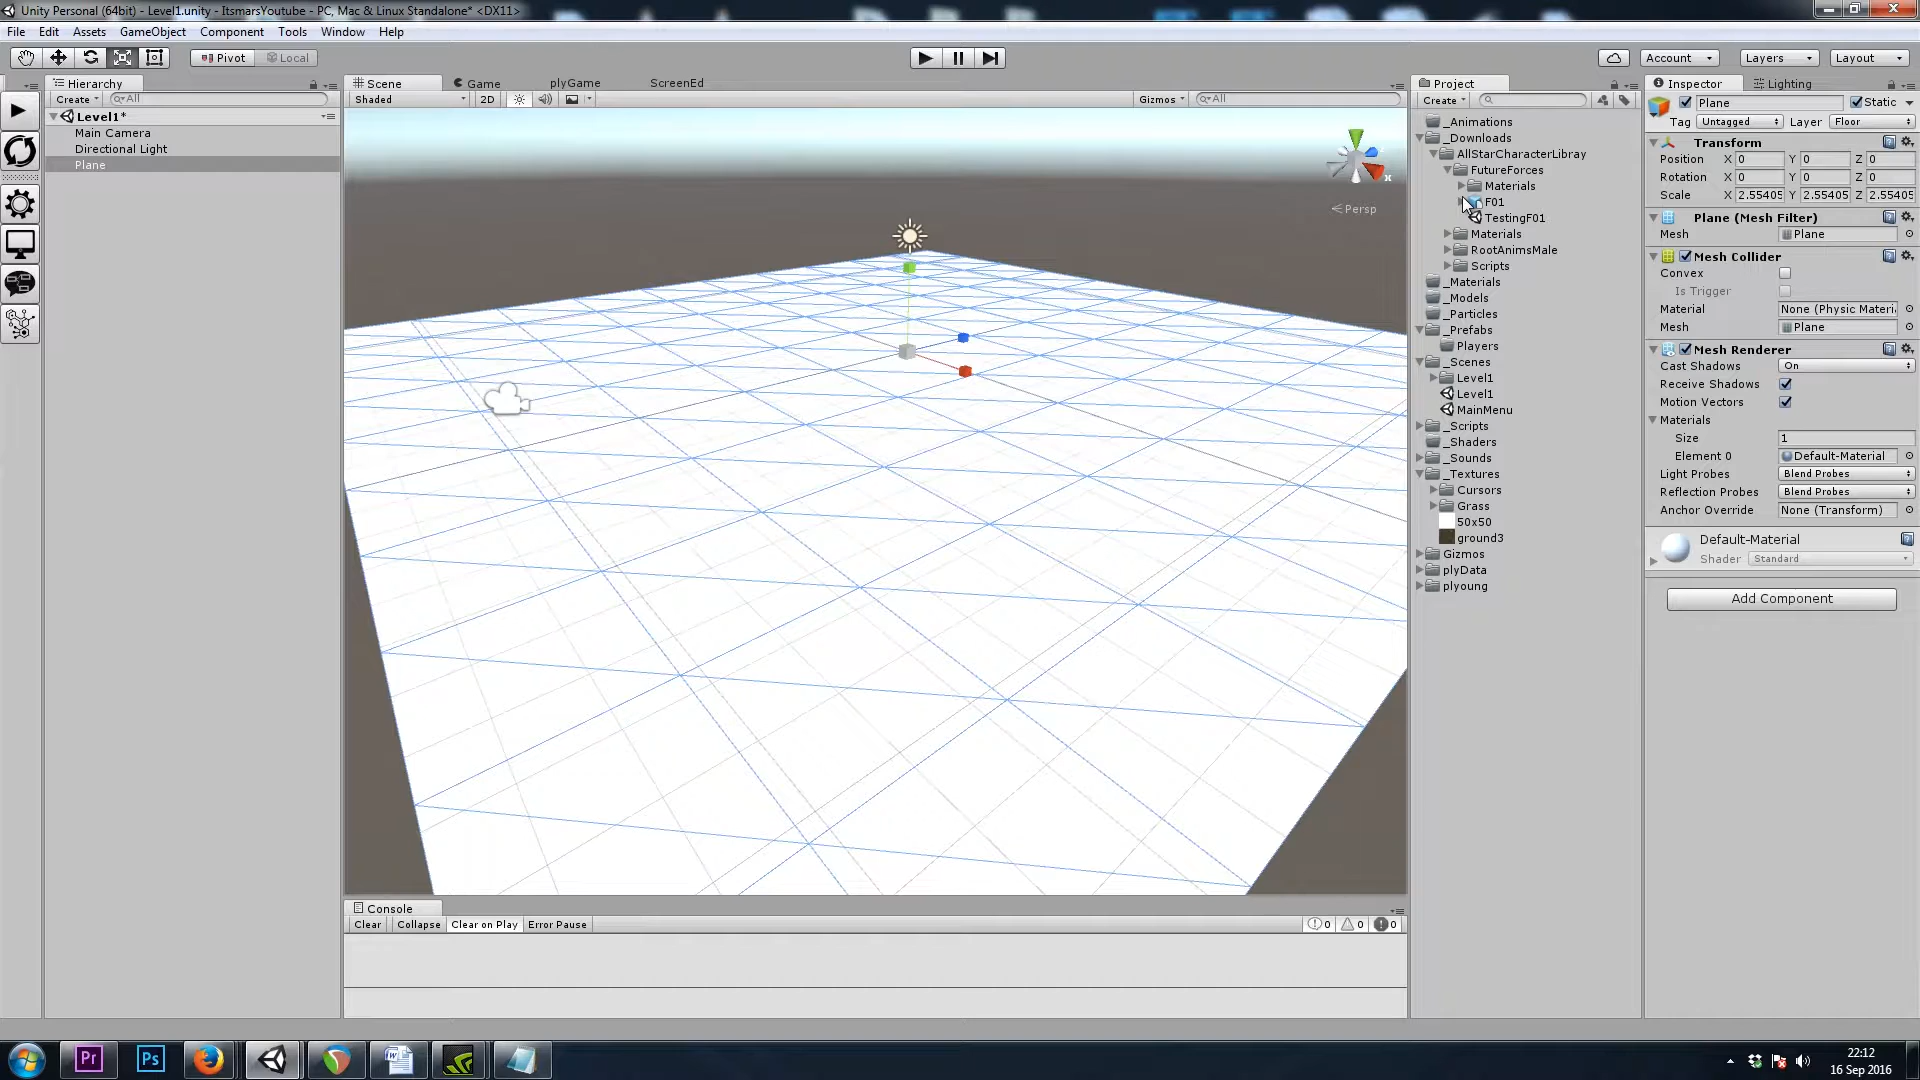 Unity Personal (64bit) - Level1.unity - ItsmarsYoutube - PC, Mac & Linux Standalone* <DX11>
File Edit Assets GameObject Component Tools Window Help
Pivot Local Account Layers Layout
Hierarchy
Create All
Level1*
Main Camera
Directional Light
Plane
Scene Game plyGame ScreenEd
Shaded 2D Gizmos All
x
Persp
Console
Clear Collapse Clear on Play Error Pause 0 0 0
Project
Create
_Animations
_Downloads
AllStarCharacterLibray
FutureForces
Materials
F01
TestingF01
Materials
RootAnimsMale
Scripts
_Materials
_Models
_Particles
_Prefabs
Players
_Scenes
Level1
Level1
MainMenu
_Scripts
_Shaders
_Sounds
_Textures
Cursors
Grass
50x50
ground3
Gizmos
plyData
plyoung
Inspector Lighting
Plane Static
Tag Untagged Layer Floor
Transform
Position X 0 Y 0 Z 0
Rotation X 0 Y 0 Z 0
Scale X 2.55405 Y 2.55405 Z 2.55405
Plane (Mesh Filter)
Mesh Plane
Mesh Collider
Convex
Is Trigger
Material None (Physic Materi
Mesh Plane
Mesh Renderer
Cast Shadows On
Receive Shadows
Motion Vectors
Materials
Size 1
Element 0 Default-Material
Light Probes Blend Probes
Reflection Probes Blend Probes
Anchor Override None (Transform)
Default-Material
Shader Standard
Add Component
Pr Ps W
22:12
16 Sep 2016